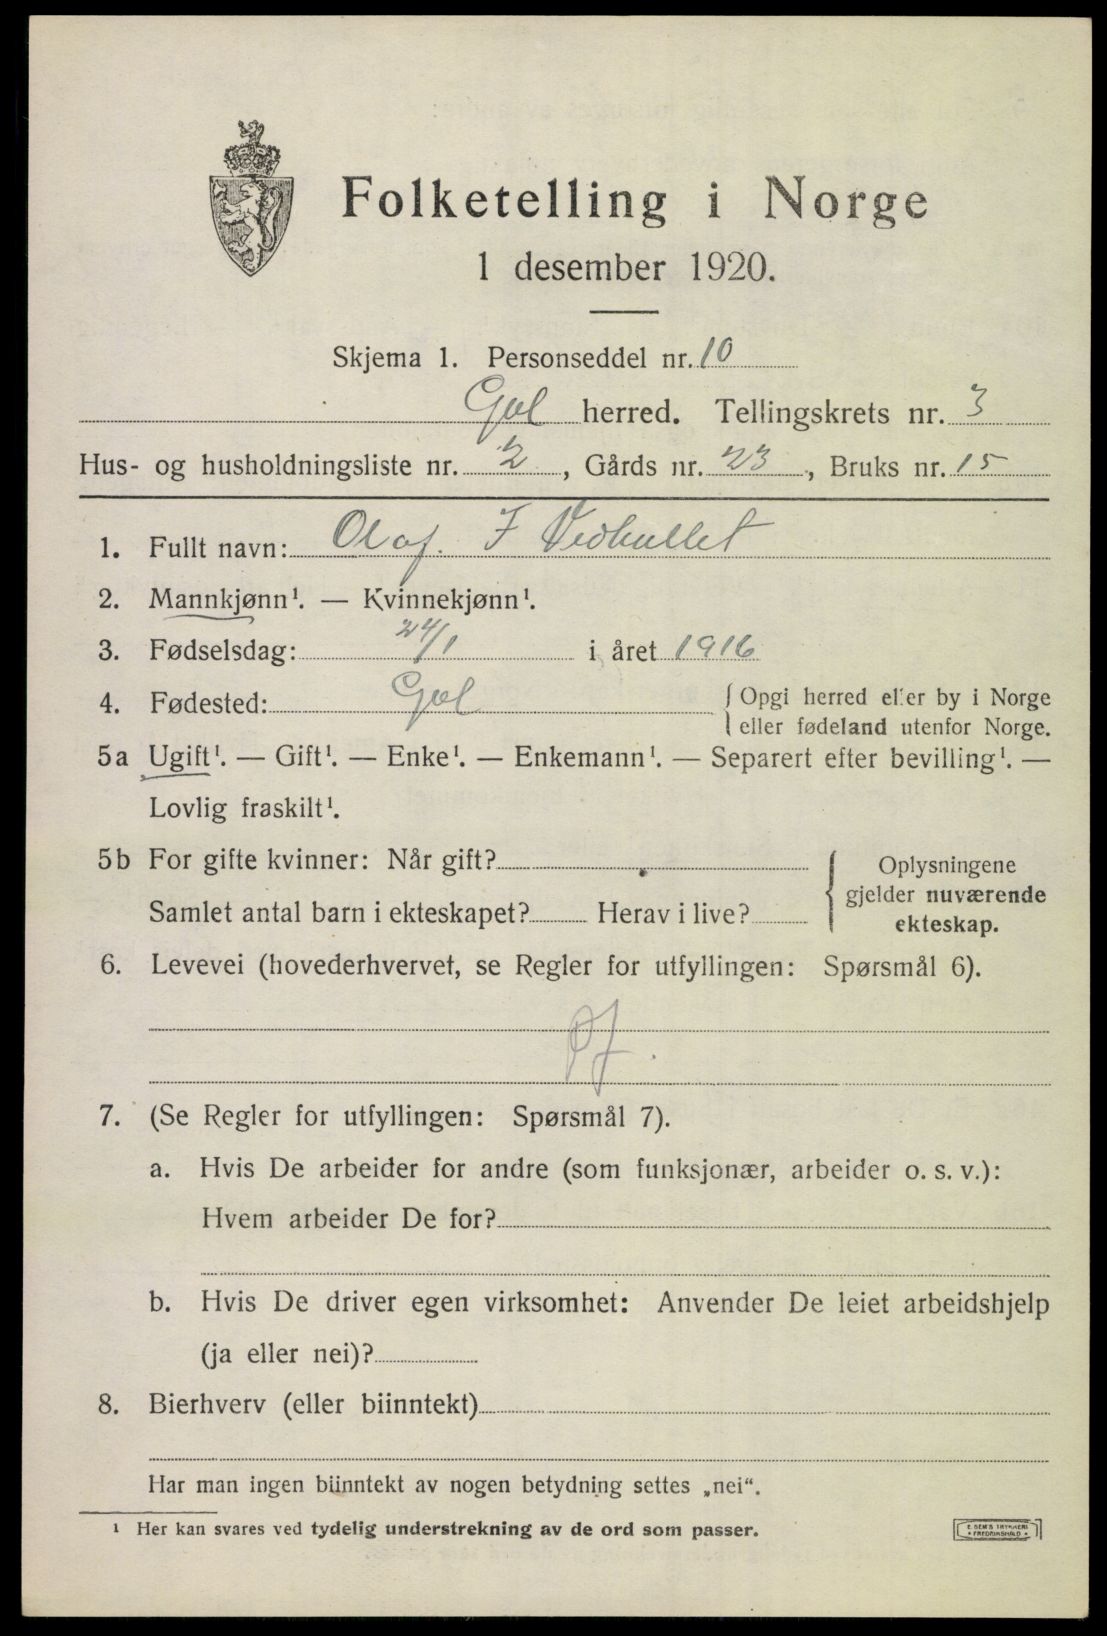 Folketelling i Norge
1 desember 1920.
Skjema 1. Personseddel nr. 10
Gol herred. Tellingskrets nr. 3
Hus- og husholdningsliste nr. 2, Gårds nr. 23, Bruks nr. 15
1. Fullt navn: Olaf. I Vedhullet
2. Mannkjønn¹. — Kvinnekjønn¹.
3. Fødselsdag: 24/1 i året 1916
4. Fødested: Gol { Opgi herred eller by i Norge
eller fødeland utenfor Norge.
5a Ugift¹. — Gift¹. — Enke¹. — Enkemann¹. — Separert efter bevilling¹. —
Lovlig fraskilt¹.
5b For gifte kvinner: Når gift? { Oplysningene
gjelder nuværende
Samlet antal barn i ekteskapet? Herav i live? ekteskap.
6. Levevei (hovederhvervet, se Regler for utfyllingen: Spørsmål 6).
7. (Se Regler for utfyllingen: Spørsmål 7).
a. Hvis De arbeider for andre (som funksjonær, arbeider o. s. v.):
Hvem arbeider De for?
b. Hvis De driver egen virksomhet: Anvender De leiet arbeidshjelp
(ja eller nei)?
8. Bierhverv (eller biinntekt)
Har man ingen biinntekt av nogen betydning settes „nei“.
¹ Her kan svares ved tydelig understrekning av de ord som passer.
E. SEM'S TRYKKERI
• FREDRIKSHALD •